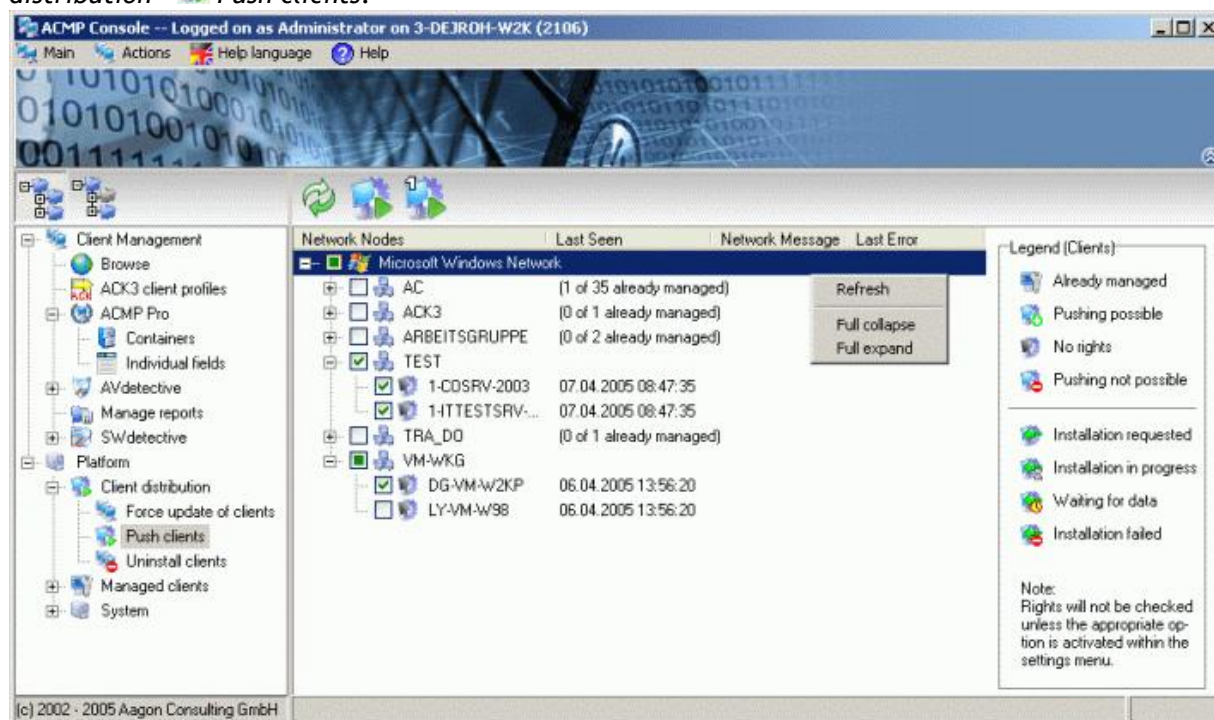 distribution - Push clients.
ACMP Console -- Logged on as Administrator on 3-DEJROH-W2K (2106)
Main Actions Help language Help
Client Management
Browse
ACK3 client profiles
ACMP Pro
Containers
Individual fields
AVdetective
Manage reports
SWdetective
Platform
Client distribution
Force update of clients
Push clients
Uninstall clients
Managed clients
System
Network Nodes Last Seen Network Message Last Error
Microsoft Windows Network
AC (1 of 35 already managed)
ACK3 (0 of 1 already managed)
ARBEITSGRUPPE (0 of 2 already managed)
TEST
1-COSRV-2003 07.04.2005 08:47:35
1-ITTESTSRV-... 07.04.2005 08:47:35
TRA_DO (0 of 1 already managed)
VM-WKG
DG-VM-W2KP 06.04.2005 13:56:20
LY-VM-W98 06.04.2005 13:56:20
Refresh
Full collapse
Full expand
Legend (Clients)
Already managed
Pushing possible
No rights
Pushing not possible
Installation requested
Installation in progress
Waiting for data
Installation failed
Note:
Rights will not be checked
unless the appropriate op-
tion is activated within the
settings menu.
(c) 2002 - 2005 Aagon Consulting GmbH